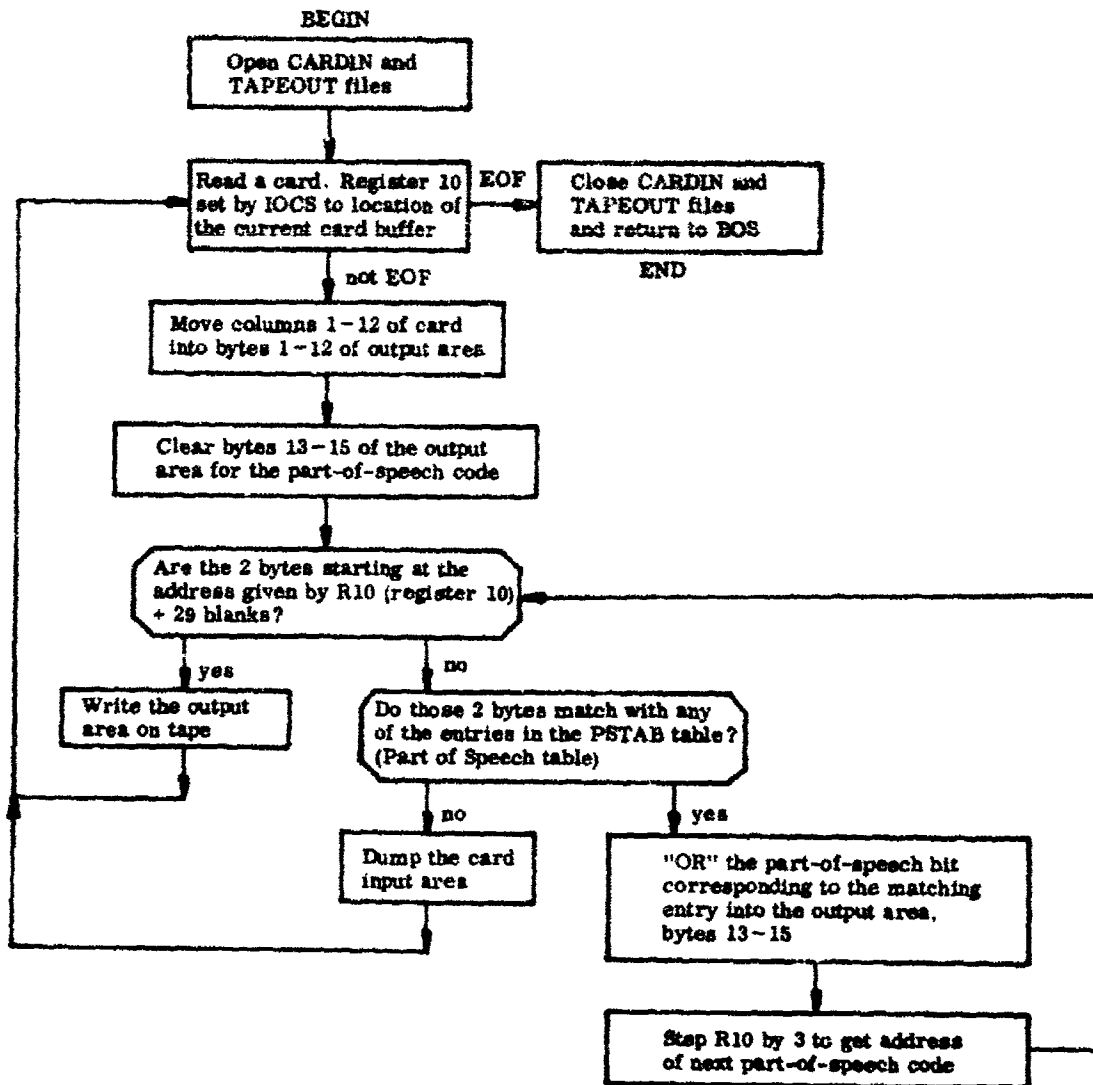 BEGIN
Open CARDIN and
TAPEOUT files
Read a card. Register 10
set by IOCS to location of
the current card buffer
EOF
Close CARDIN and
TAPEOUT files
and return to BOS
END
not EOF
Move columns 1-12 of card
into bytes 1-12 of output area
Clear bytes 13-15 of the output
area for the part-of-speech code
Are the 2 bytes starting at the
address given by R10 (register 10)
+ 29 blanks?
yes
no
Write the output
area on tape
Do those 2 bytes match with any
of the entries in the PSTAB table?
(Part of Speech table)
no
yes
Dump the card
input area
"OR" the part-of-speech bit
corresponding to the matching
entry into the output area,
bytes 13-15
Step R10 by 3 to get address
of next part-of-speech code